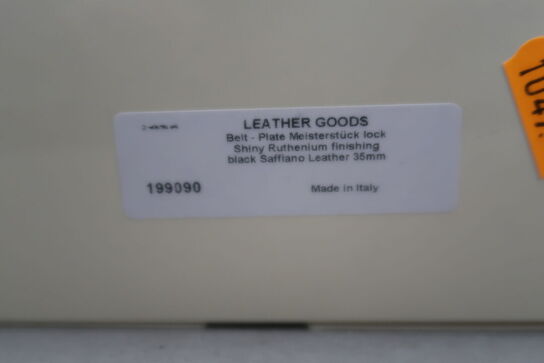 LEATHER GOODS
Belt - Plate Meisterstück lock
Shiny Ruthenium finishing
black Saffiano Leather 35mm
199090
Made in Italy